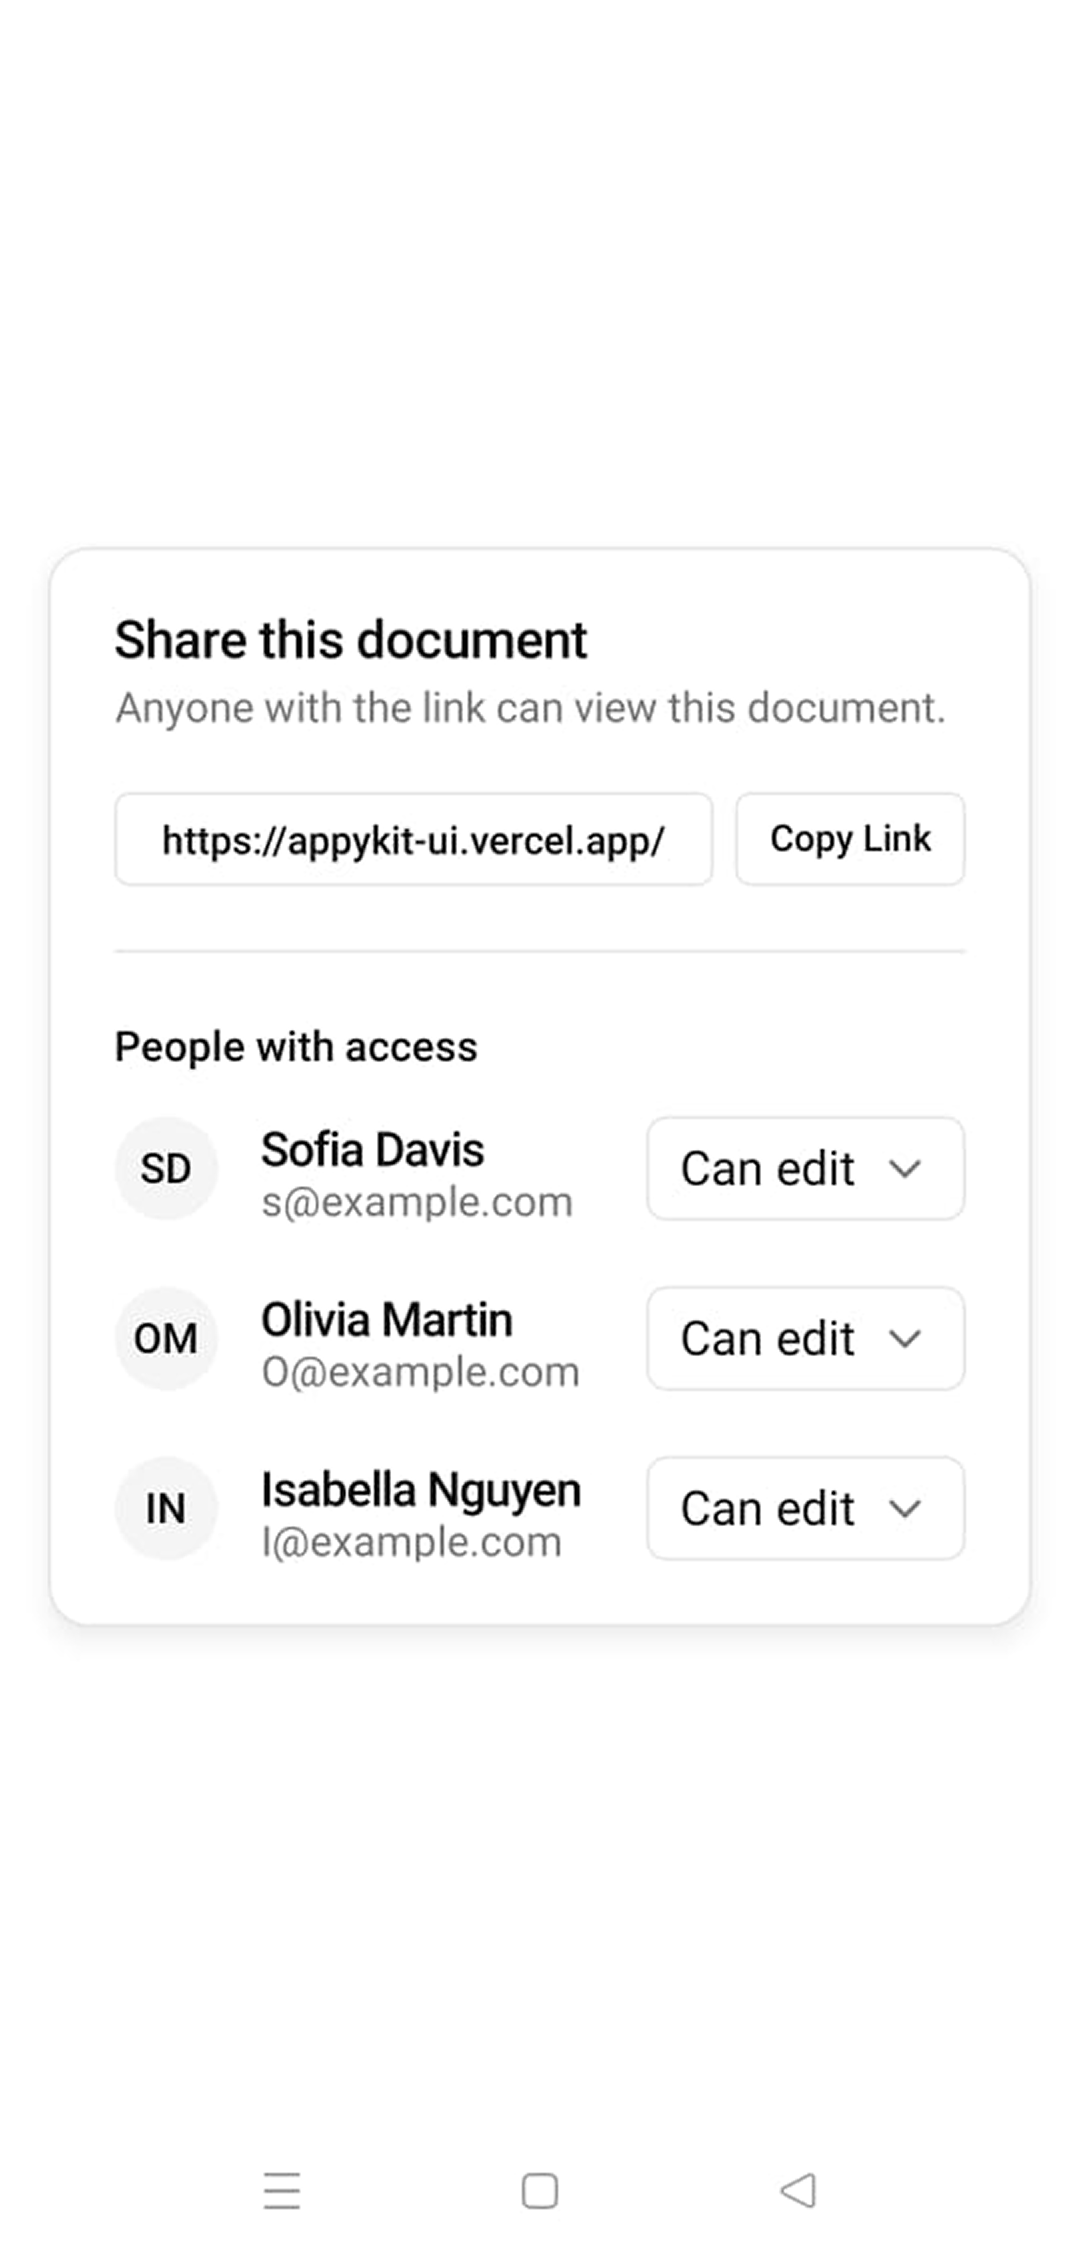 Share this document
Anyone with the link can view this document.
https://appykit-ui.vercel.app/
Copy Link
People with access
SD
Sofia Davis
s@example.com
Can edit
OM
Olivia Martin
O@example.com
Can edit
IN
Isabella Nguyen
I@example.com
Can edit